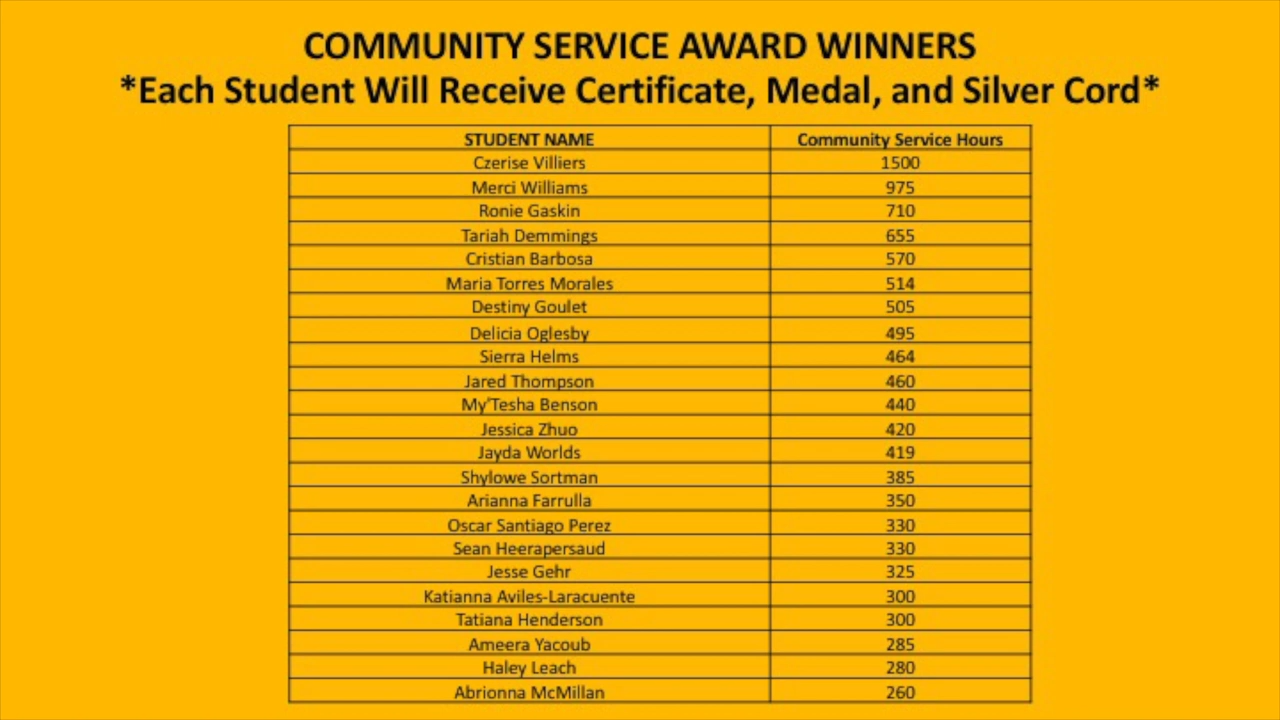 COMMUNITY SERVICE AWARD WINNERS
*Each Student Will Receive Certificate, Medal, and Silver Cord*
STUDENT NAME Community Service Hours
Czerise Villiers 1500
Merci Williams 975
Ronie Gaskin 710
Tariah Demmings 655
Cristian Barbosa 570
Maria Torres Morales 514
Destiny Goulet 505
Delicia Oglesby 495
Sierra Helms 464
Jared Thompson 460
My'Tesha Benson 440
Jessica Zhuo 420
Jayda Worlds 419
Shylowe Sortman 385
Arianna Farrulla 350
Oscar Santiago Perez 330
Sean Heerapersaud 330
Jesse Gehr 325
Katianna Aviles-Laracuente 300
Tatiana Henderson 300
Ameera Yacoub 285
Haley Leach 280
Abrionna McMillan 260